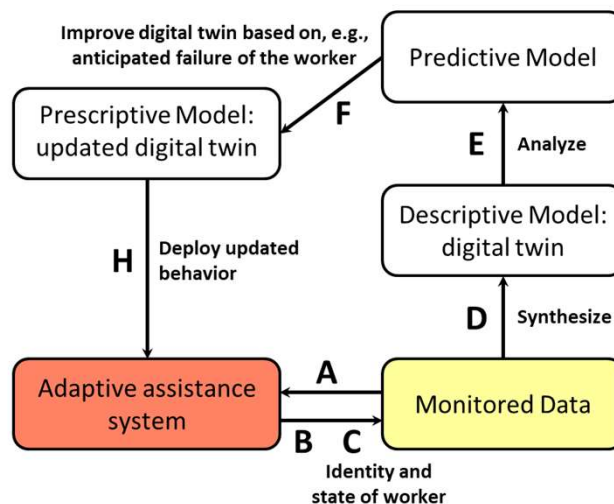 Improve digital twin based on, e.g.,
anticipated failure of the worker
Predictive Model
F
Prescriptive Model:
updated digital twin
E
Analyze
Descriptive Model:
digital twin
H
Deploy updated
behavior
D
Synthesize
A
Adaptive assistance
system
Monitored Data
B C
Identity and
state of worker